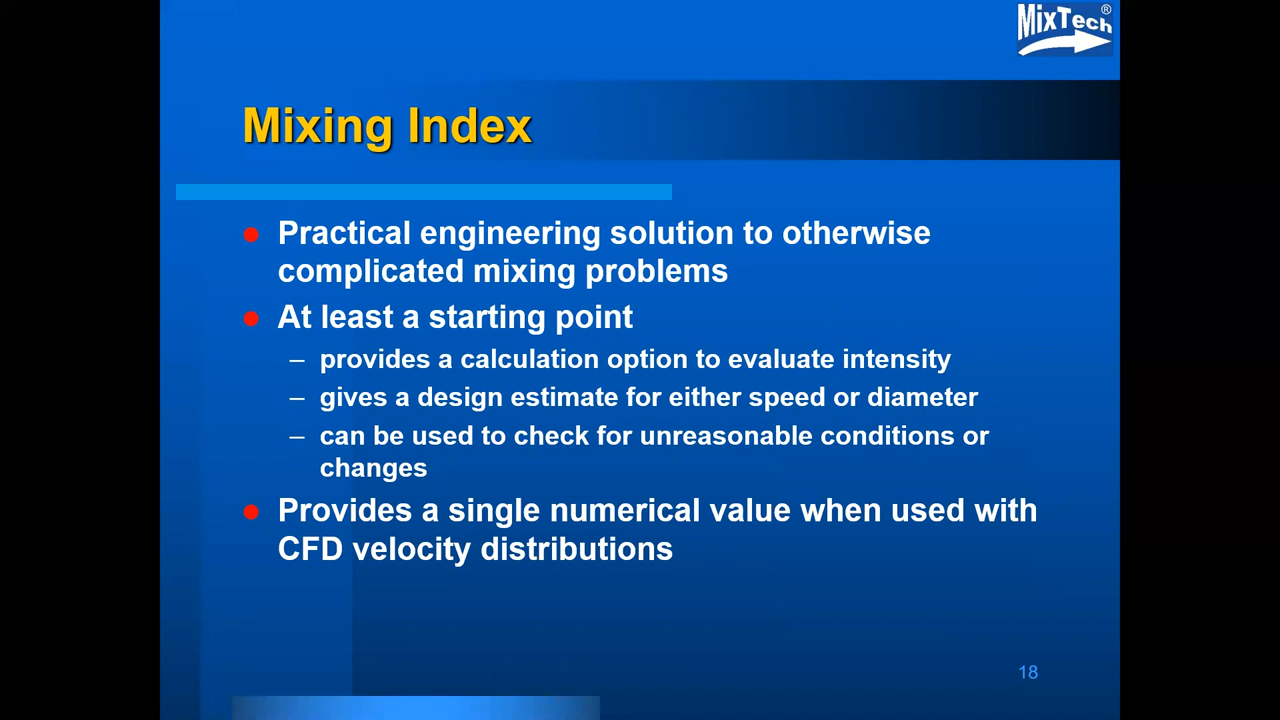 MixTech®
Mixing Index
● Practical engineering solution to otherwise
complicated mixing problems
● At least a starting point
– provides a calculation option to evaluate intensity
– gives a design estimate for either speed or diameter
– can be used to check for unreasonable conditions or
changes
● Provides a single numerical value when used with
CFD velocity distributions
18